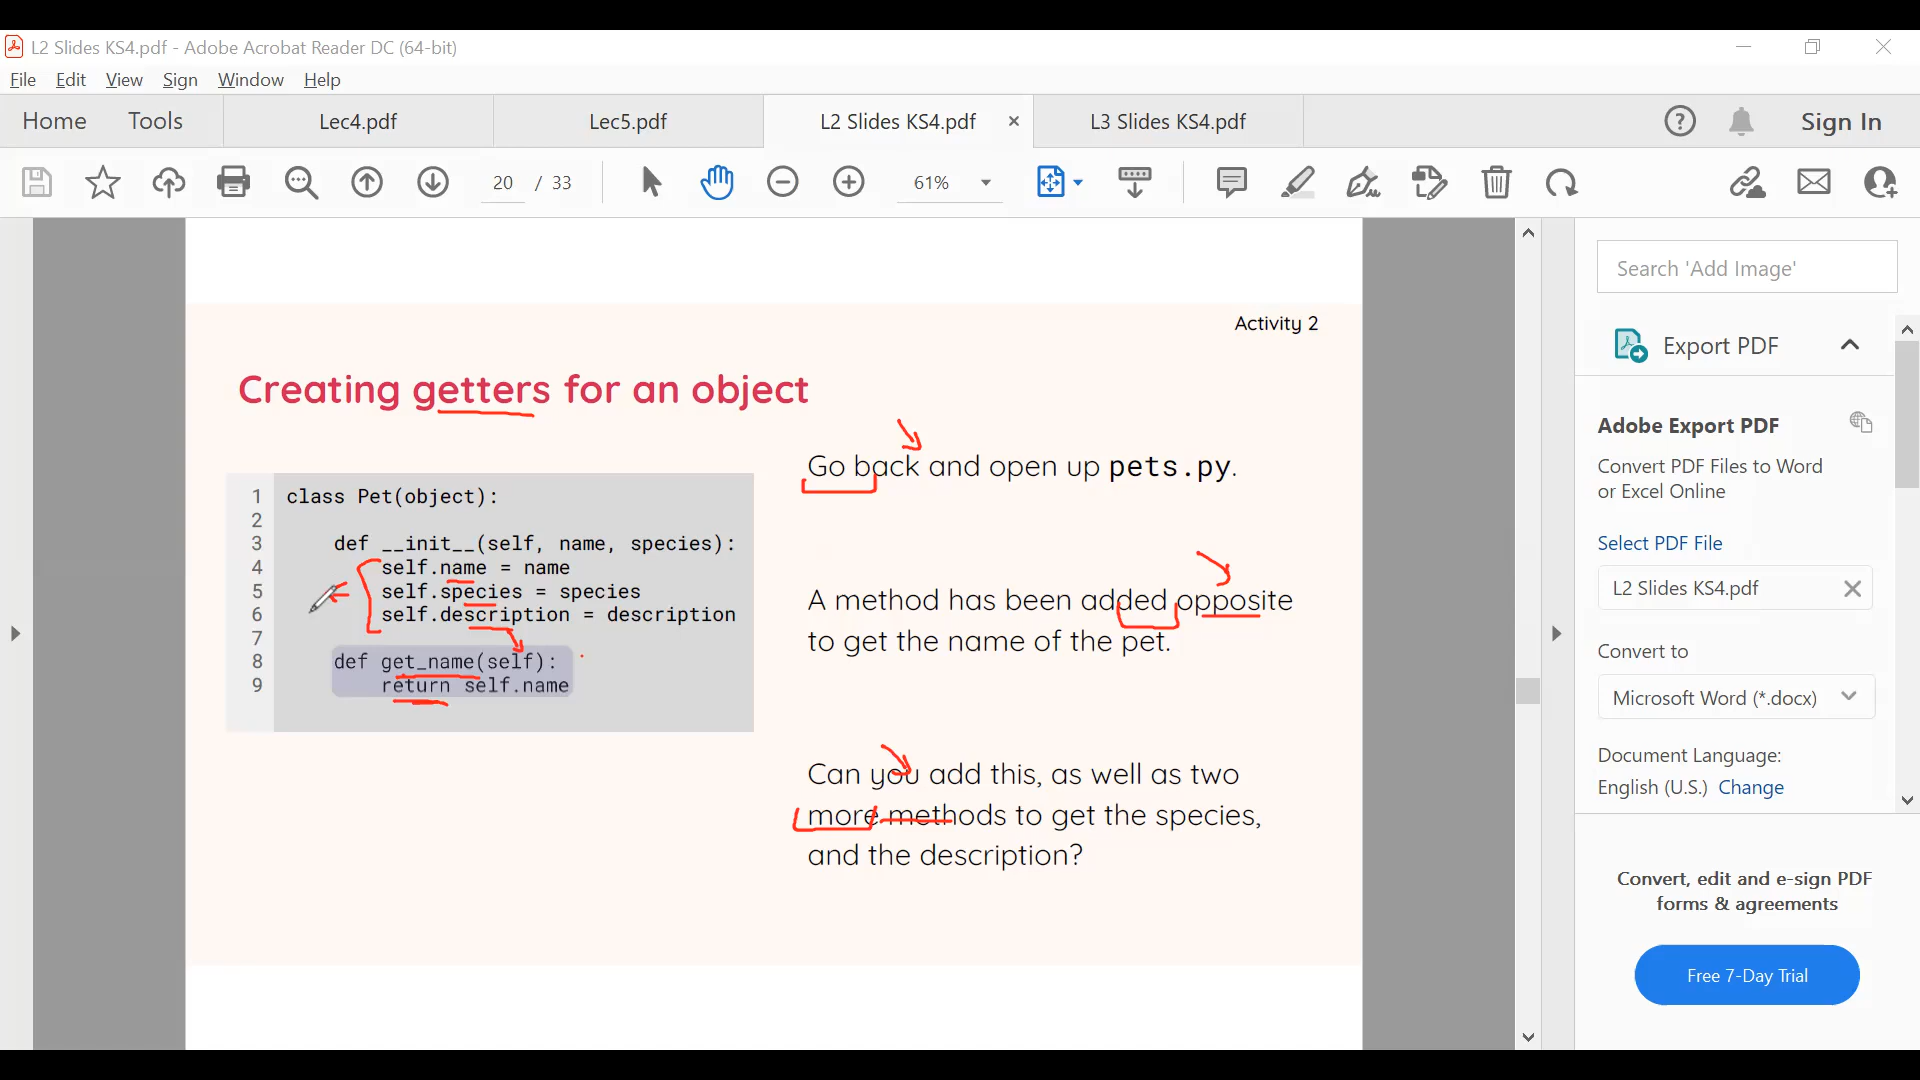 L2 Slides KS4.pdf - Adobe Acrobat Reader DC (64-bit)
File Edit View Sign Window Help
Home Tools Lec4.pdf Lec5.pdf L2 Slides KS4.pdf × L3 Slides KS4.pdf Sign In
20 / 33 61%
Search 'Add Image'
Activity 2
Creating getters for an object
Go back and open up pets.py.
A method has been added opposite
to get the name of the pet.
Can you add this, as well as two
more methods to get the species,
and the description?
1 class Pet(object):
2
3 def __init__(self, name, species):
4 self.name = name
5 self.species = species
6 self.description = description
7
8 def get_name(self):
9 return self.name
Export PDF
Adobe Export PDF
Convert PDF Files to Word
or Excel Online
Select PDF File
L2 Slides KS4.pdf
Convert to
Microsoft Word (*.docx)
Document Language:
English (U.S.) Change
Convert, edit and e-sign PDF
forms & agreements
Free 7-Day Trial